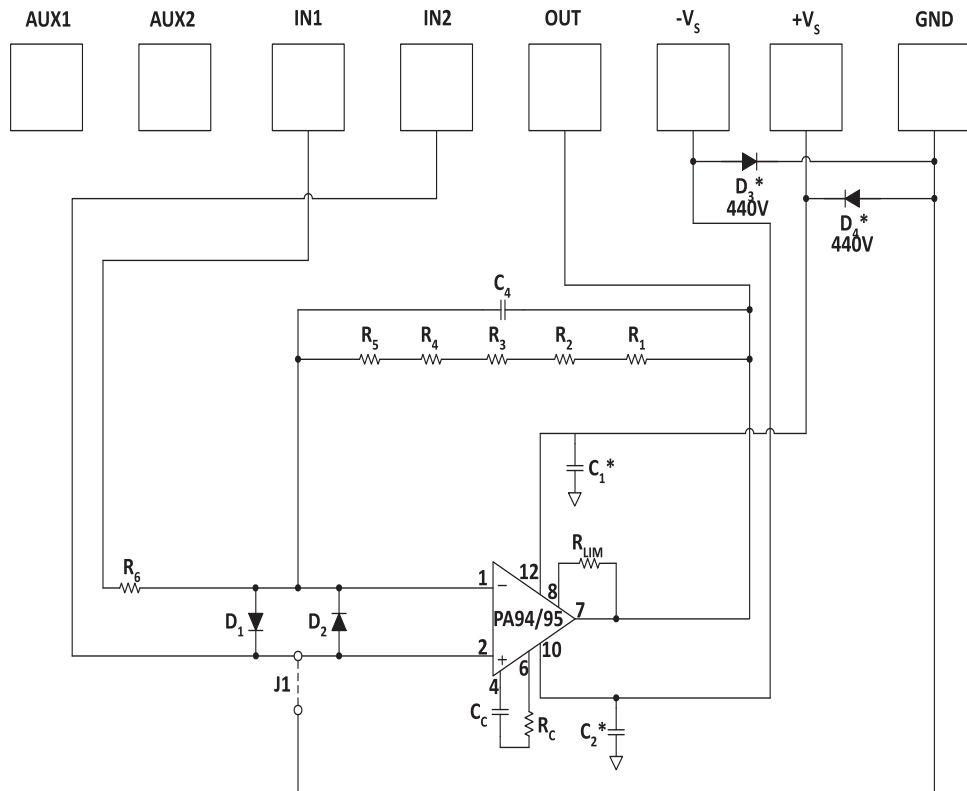 AUX1 AUX2 IN1 IN2 OUT -VS +VS GND
D3*
440V
D4*
440V
C4
R5 R4 R3 R2 R1
C1*
RLIM
R6
1 − 12 8
D1 D2 PA94/95 7
2 + 10
6
J1 4
CC RC C2*